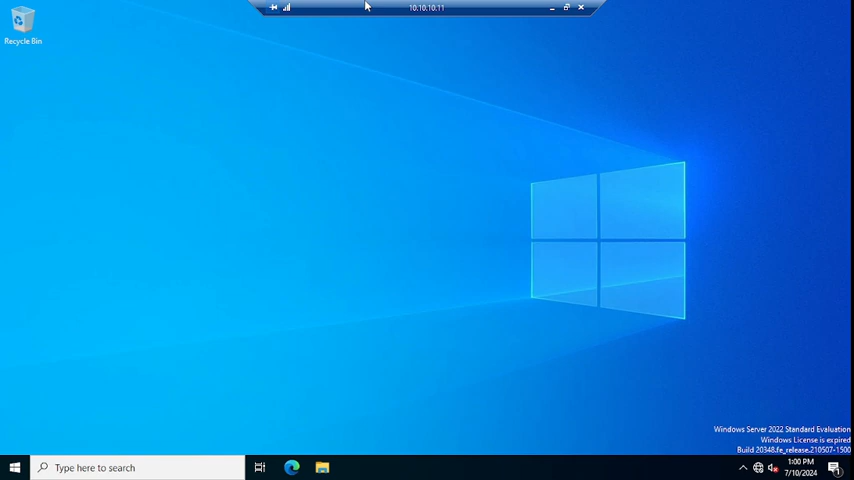 10.10.10.11
Recycle Bin
Windows Server 2022 Standard Evaluation
Windows License is expired
Build 20348.fe_release.210507-1500
Type here to search
1:00 PM
7/10/2024
1